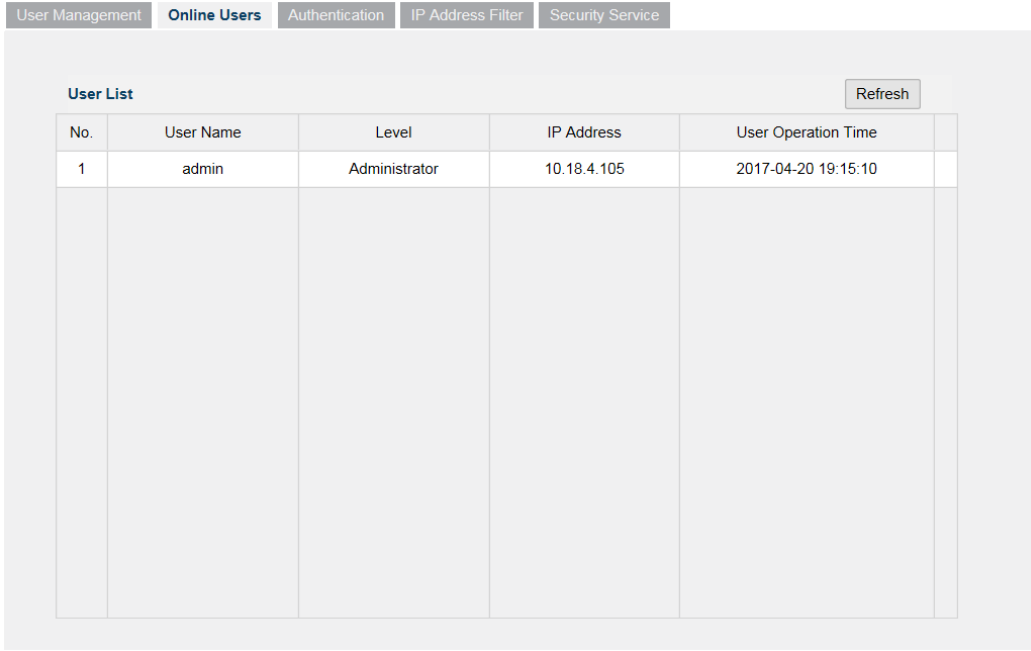 User Management Online Users Authentication IP Address Filter Security Service
User List Refresh
No. User Name Level IP Address User Operation Time
1 admin Administrator 10.18.4.105 2017-04-20 19:15:10